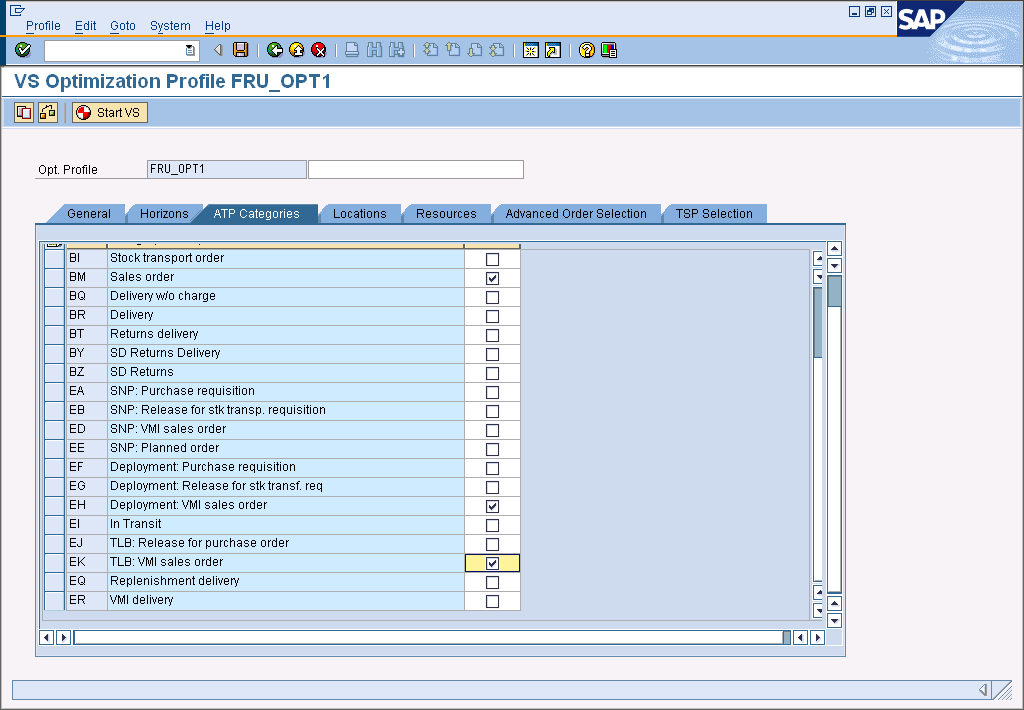 Profile Edit Goto System Help
SAP
VS Optimization Profile FRU_OPT1
Start VS
Opt. Profile FRU_OPT1
General Horizons ATP Categories Locations Resources Advanced Order Selection TSP Selection
BI Stock transport order
BM Sales order
BQ Delivery w/o charge
BR Delivery
BT Returns delivery
BY SD Returns Delivery
BZ SD Returns
EA SNP: Purchase requisition
EB SNP: Release for stk transp. requisition
ED SNP: VMI sales order
EE SNP: Planned order
EF Deployment: Purchase requisition
EG Deployment: Release for stk transf. req
EH Deployment: VMI sales order
EI In Transit
EJ TLB: Release for purchase order
EK TLB: VMI sales order
EQ Replenishment delivery
ER VMI delivery